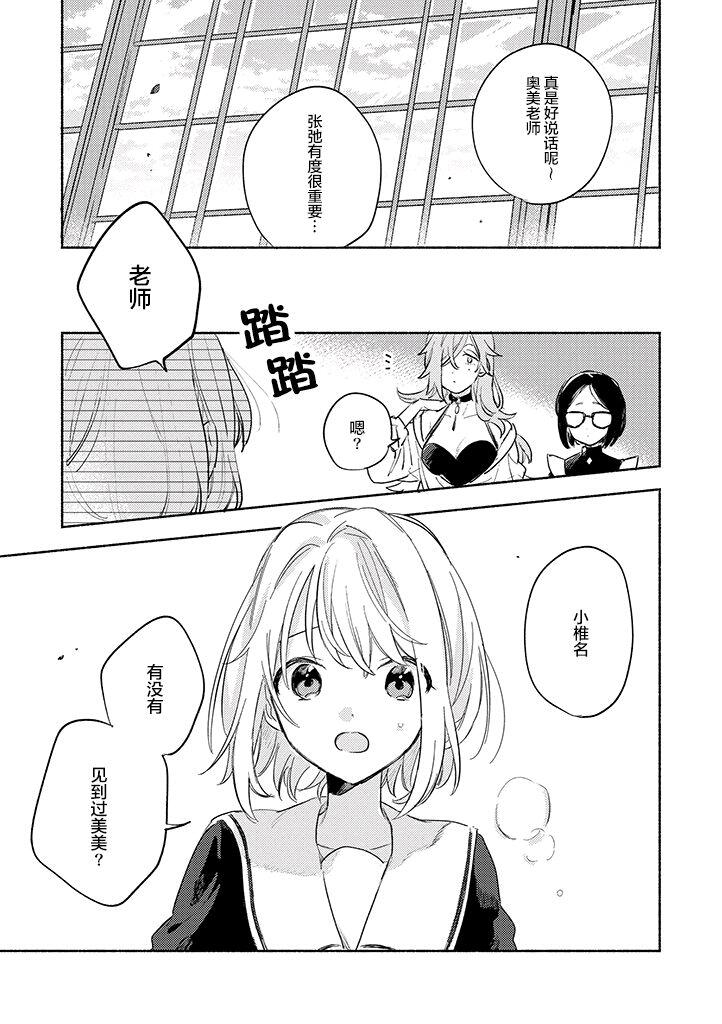 真是好说话呢～
奥美老师
张弛有度很重要…
老师
踏
踏
嗯？
小椎名
有没有
见到过美美？